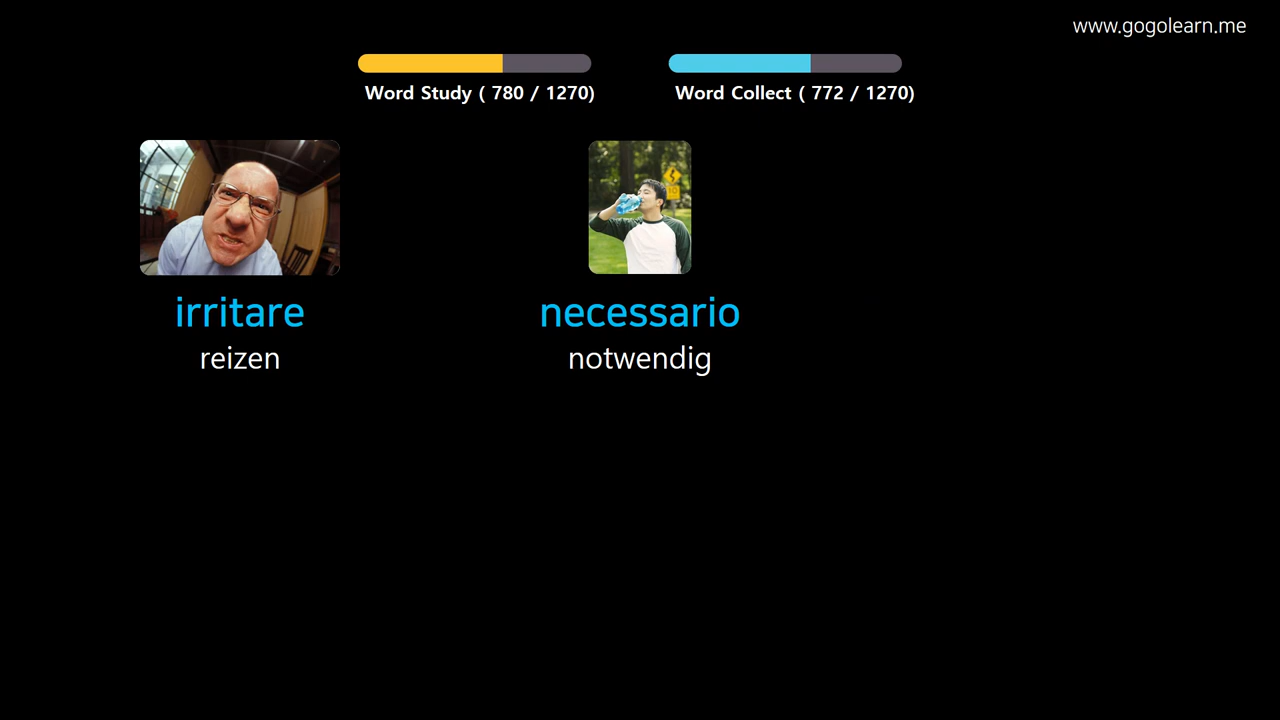 www.gogolearn.me
Word Study ( 780 / 1270)
Word Collect ( 772 / 1270)
irritare
reizen
necessario
notwendig